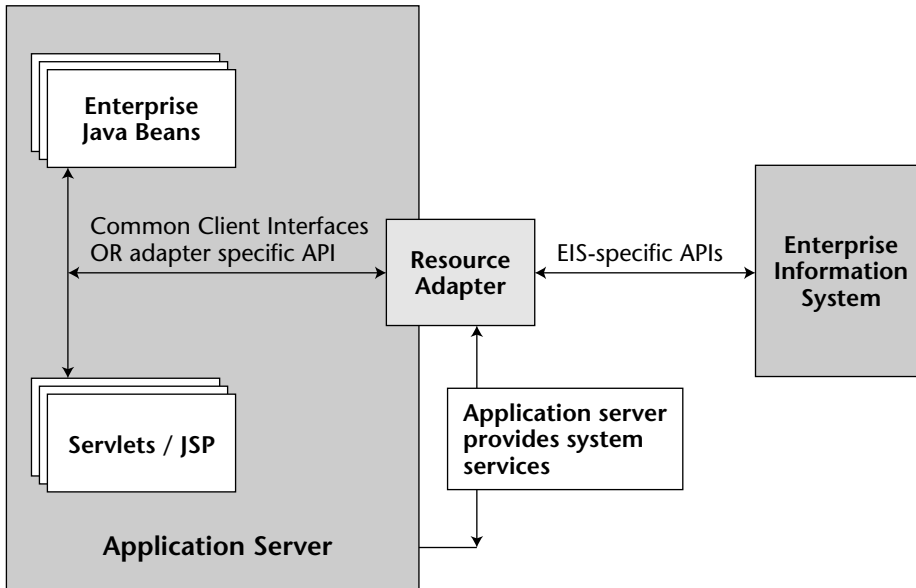 Enterprise
Java Beans
Common Client Interfaces
OR adapter specific API
Resource
Adapter
EIS-specific APIs
Enterprise
Information
System
Servlets / JSP
Application server
provides system
services
Application Server